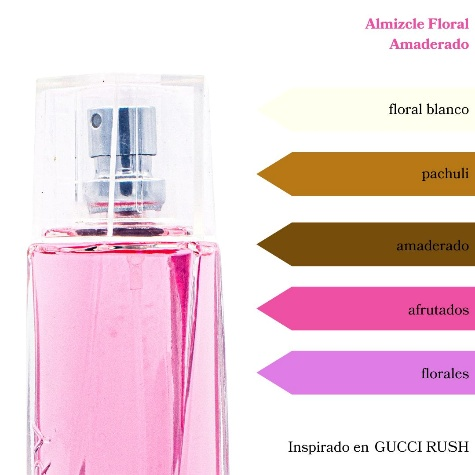 Almizcle Floral
Amaderado
floral blanco
pachuli
amaderado
afrutados
florales
Inspirado en GUCCI RUSH